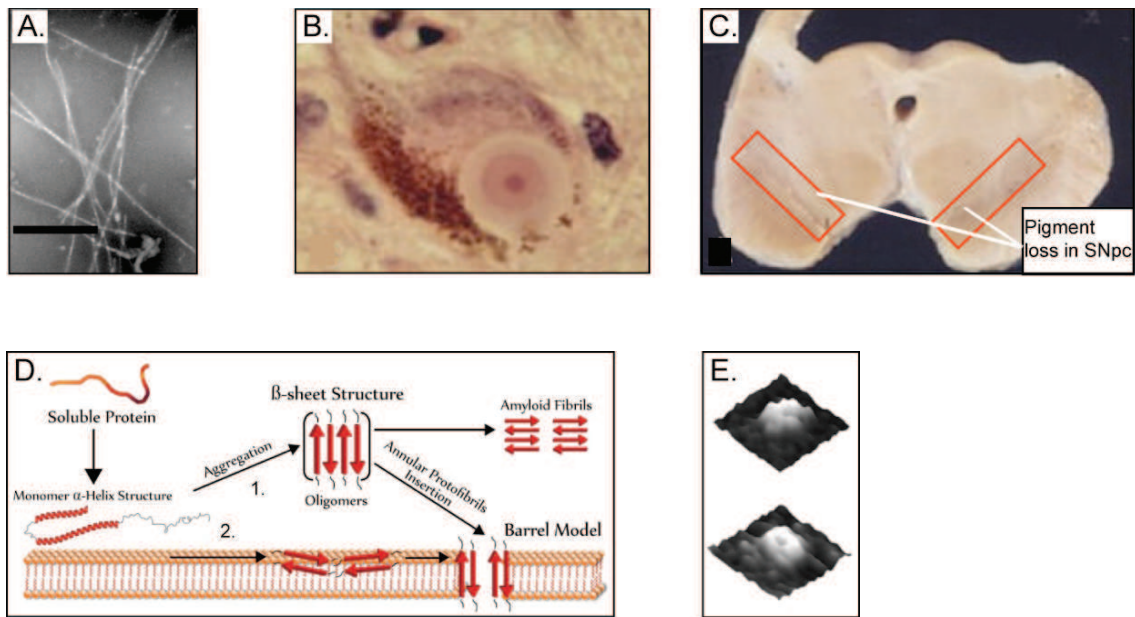 A.
B.
C.
Pigment
loss in SNpc
D.
Soluble Protein
Monomer α-Helix Structure
Aggregation
1.
2.
ß-sheet Structure
Oligomers
Amyloid Fibrils
Annular Protofibrils
Insertion
Barrel Model
E.